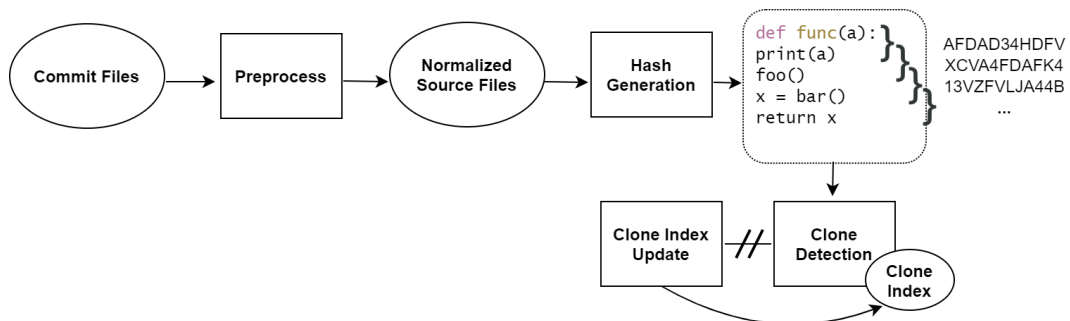 Commit Files
Preprocess
Normalized
Source Files
Hash
Generation
def func(a):
print(a)
foo()
x = bar()
return x
AFDAD34HDFV
XCVA4FDAFK4
13VZFVLJA44B
...
Clone Index
Update
Clone
Detection
Clone
Index